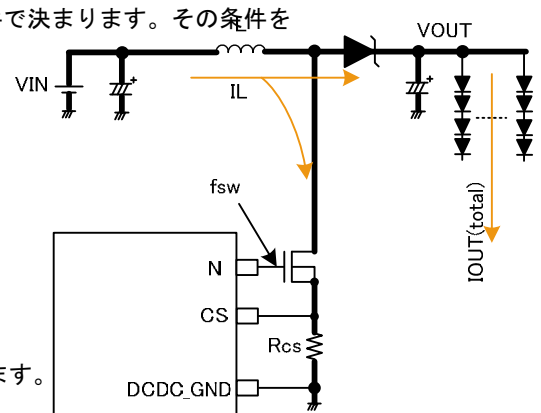 で決まります。その条件を
L
VOUT
VIN
IL
fsw
IOUT(total)
N
CS
Rcs
ます。
DCDC_GND